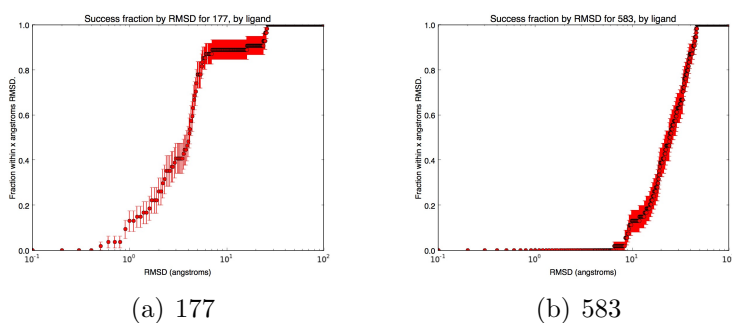 Success fraction by RMSD for 177, by ligand
Fraction within x angstroms RMSD.
1.0
0.8
0.6
0.4
0.2
0.0
10^-1
10^0
10^1
10^2
RMSD (angstroms)
(a) 177
Success fraction by RMSD for 583, by ligand
Fraction within x angstroms RMSD.
1.0
0.8
0.6
0.4
0.2
0.0
10^-1
10^0
10^1
10^2
RMSD (angstroms)
(b) 583